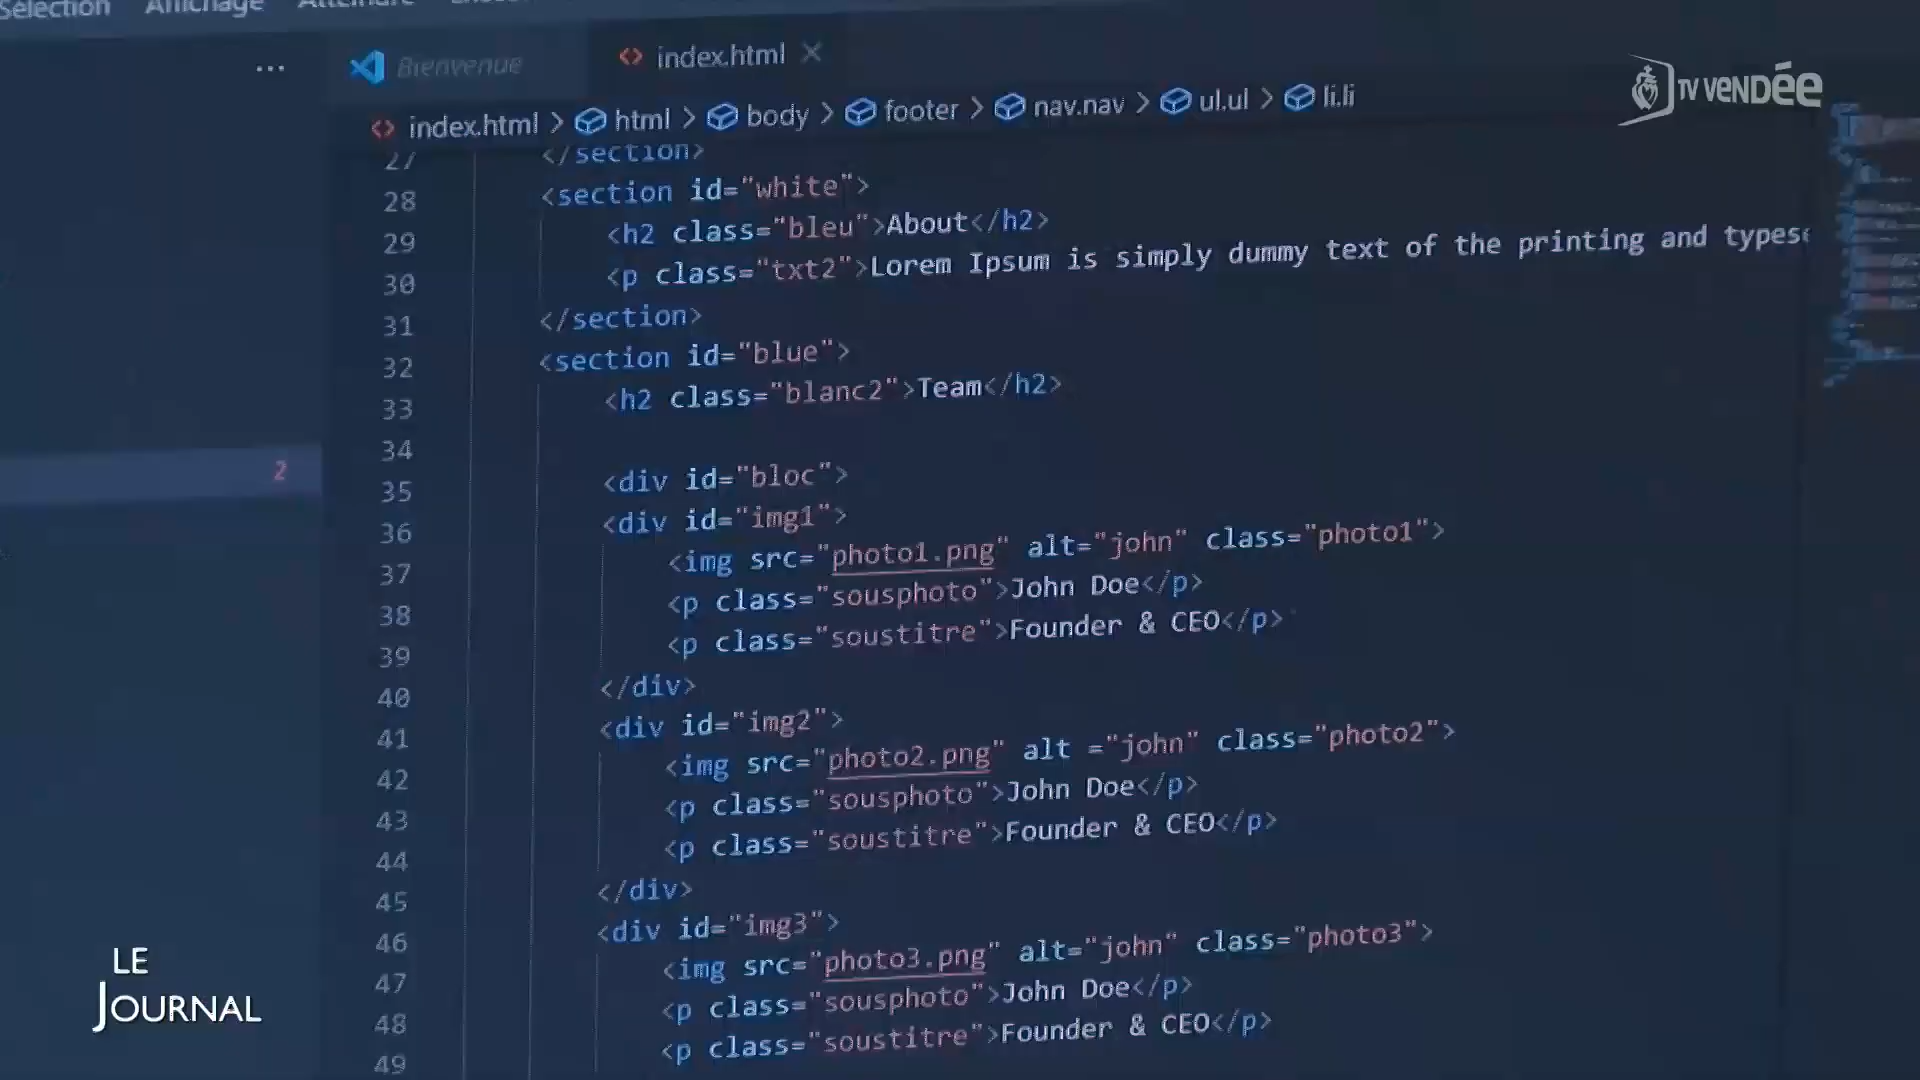 Sélection Affichage Atteindre
Bienvenue index.html
TV VENDÉE
index.html > html > body > footer > nav.nav > ul.ul > li.li
27 </section>
28 <section id="white">
29 <h2 class="bleu">About</h2>
30 <p class="txt2">Lorem Ipsum is simply dummy text of the printing and types
31 </section>
32 <section id="blue">
33 <h2 class="blanc2">Team</h2>
34
2
35 <div id="bloc">
36 <div id="img1">
37 <img src="photo1.png" alt="john" class="photo1">
38 <p class="sousphoto">John Doe</p>
39 <p class="soustitre">Founder & CEO</p>
40 </div>
41 <div id="img2">
42 <img src="photo2.png" alt ="john" class="photo2">
43 <p class="sousphoto">John Doe</p>
44 <p class="soustitre">Founder & CEO</p>
45 </div>
46 <div id="img3">
47 <img src="photo3.png" alt="john" class="photo3">
48 <p class="sousphoto">John Doe</p>
49 <p class="soustitre">Founder & CEO</p>
LE
JOURNAL